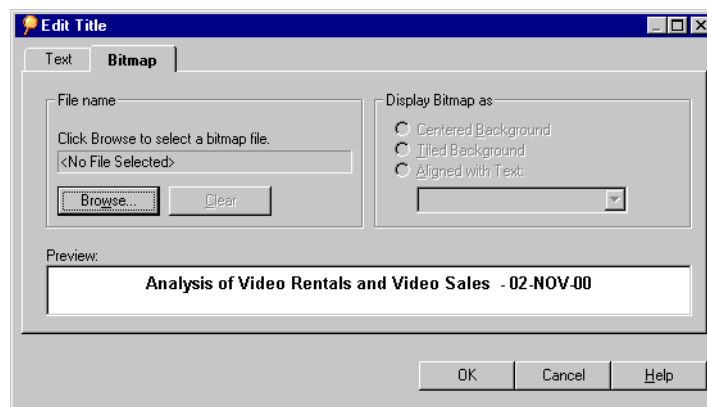 Edit Title
Text
Bitmap
File name
Click Browse to select a bitmap file.
<No File Selected>
Browse...
Clear
Display Bitmap as
Centered Background
Tiled Background
Aligned with Text:
Preview:
Analysis of Video Rentals and Video Sales - 02-NOV-00
OK
Cancel
Help